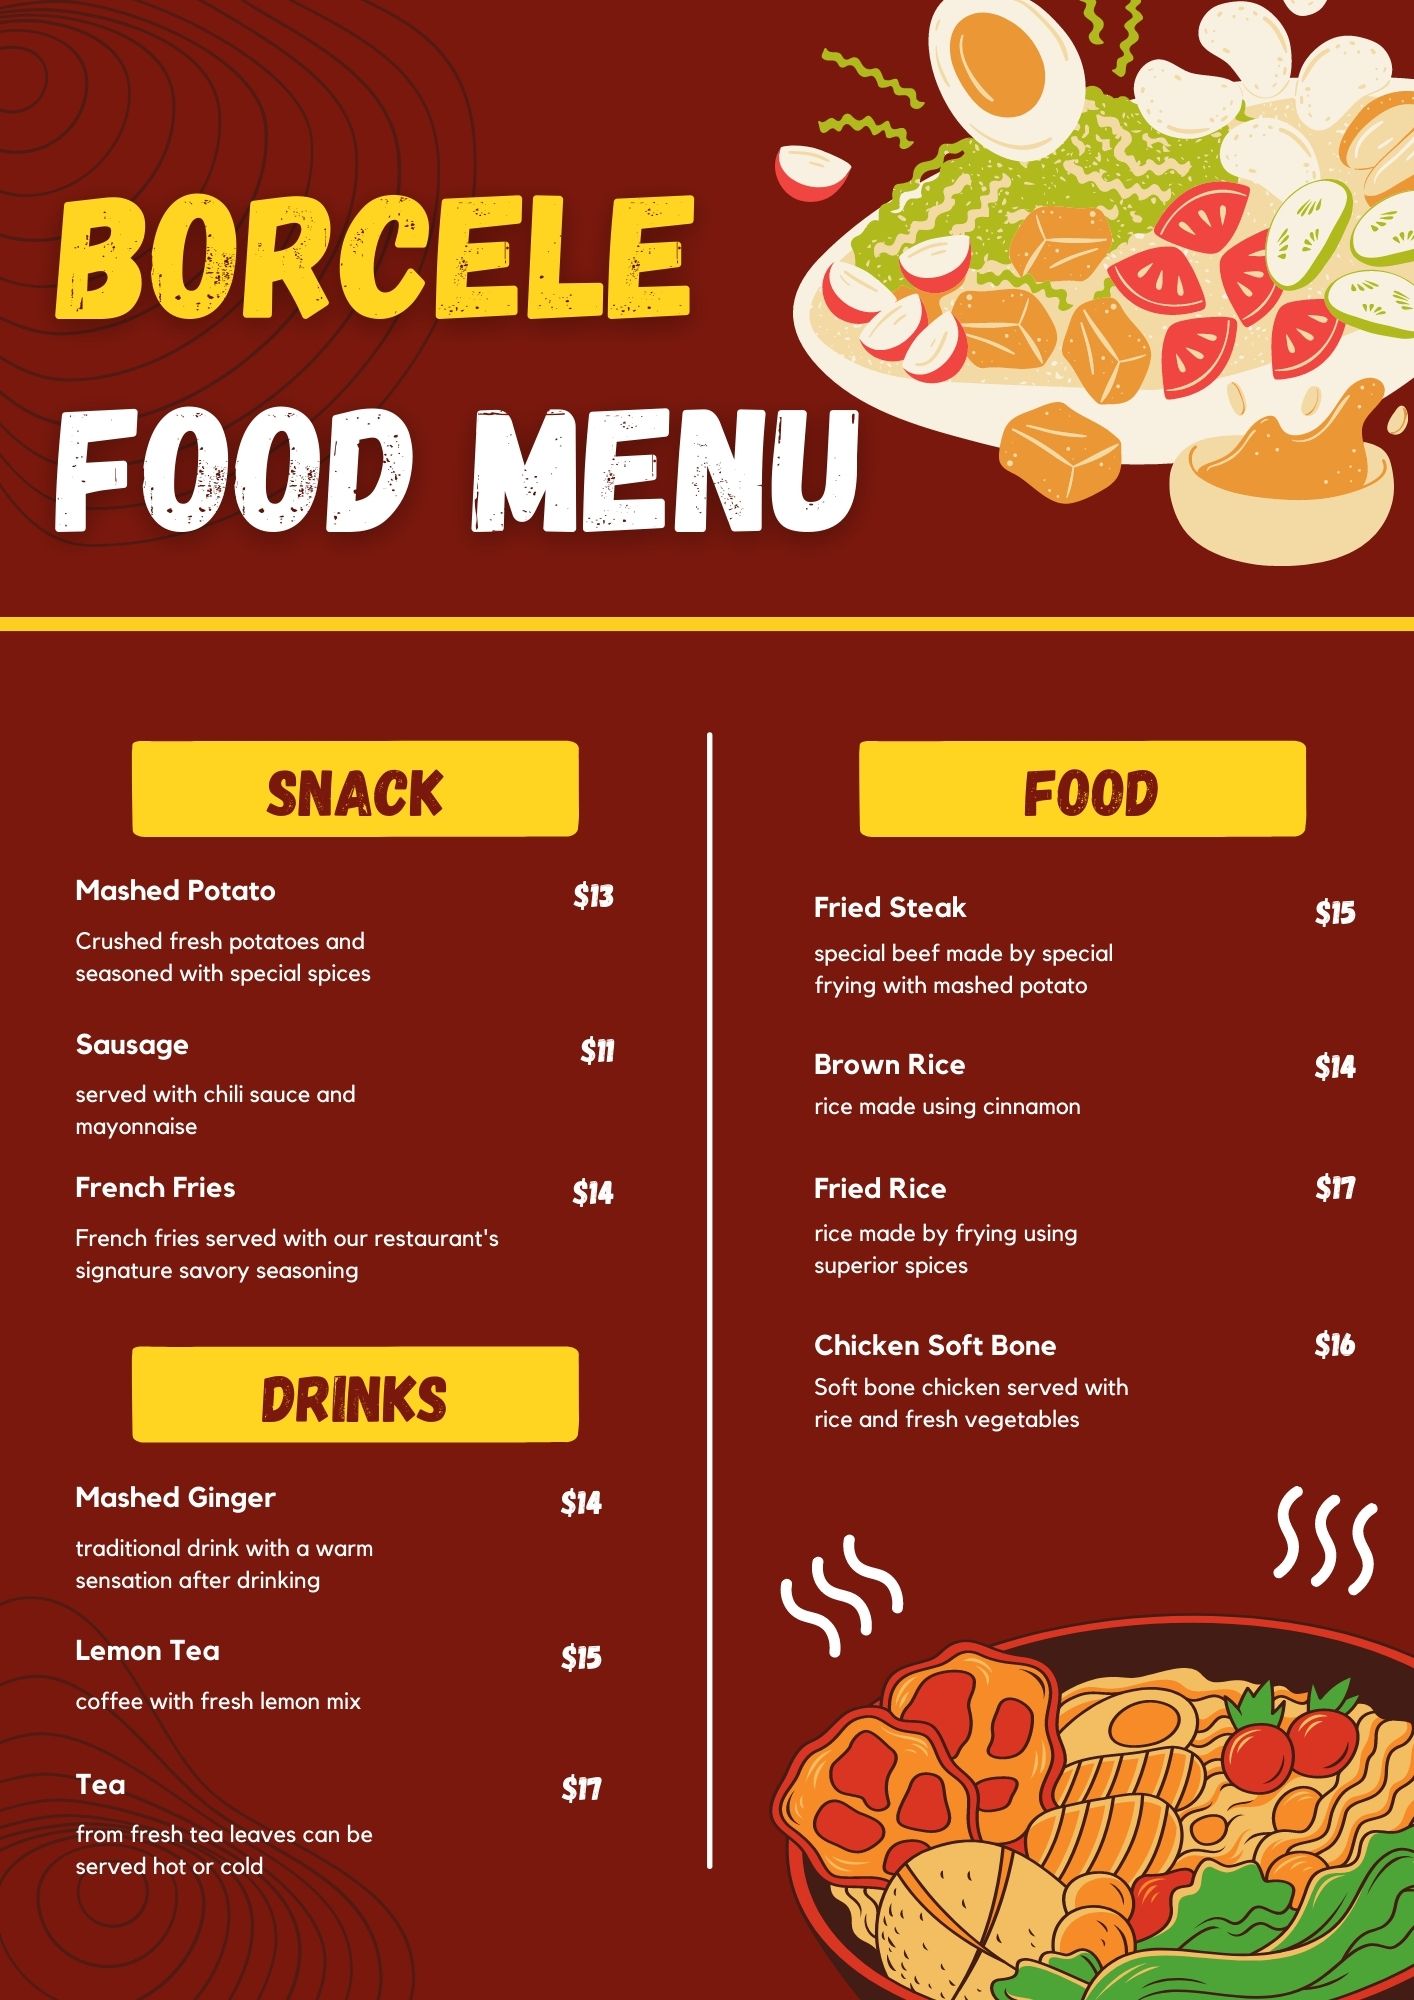 BORCELE
FOOD MENU
SNACK
Mashed Potato $13
Crushed fresh potatoes and
seasoned with special spices
Sausage $11
served with chili sauce and
mayonnaise
French Fries $14
French fries served with our restaurant's
signature savory seasoning
DRINKS
Mashed Ginger $14
traditional drink with a warm
sensation after drinking
Lemon Tea $15
coffee with fresh lemon mix
Tea $17
from fresh tea leaves can be
served hot or cold
FOOD
Fried Steak $15
special beef made by special
frying with mashed potato
Brown Rice $14
rice made using cinnamon
Fried Rice $17
rice made by frying using
superior spices
Chicken Soft Bone $16
Soft bone chicken served with
rice and fresh vegetables